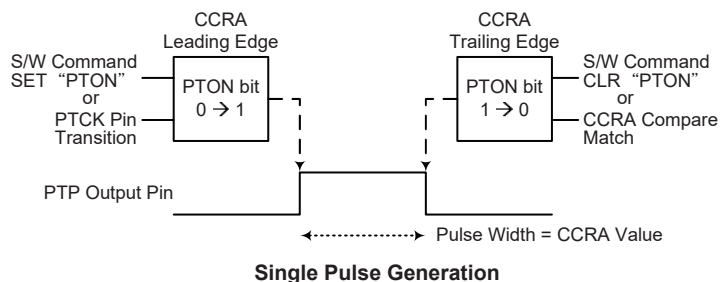 CCRA
Leading Edge
S/W Command
SET “PTON”
or
PTCK Pin
Transition
PTON bit
0 → 1
CCRA
Trailing Edge
PTON bit
1 → 0
S/W Command
CLR “PTON”
or
CCRA Compare
Match
PTP Output Pin
Pulse Width = CCRA Value
Single Pulse Generation